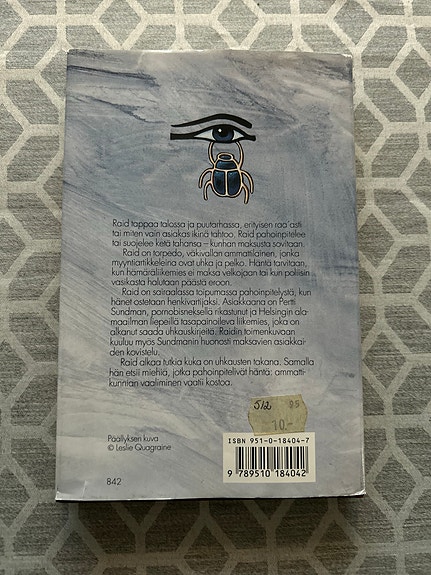 Raid tappaa talossa ja puutarhassa, erityisen raa'asti
tai miten vain asiakas ikinä tahtoo. Raid pahoinpitelee
tai suojelee ketä tahansa – kunhan maksusta sovitaan.
Raid on torpedo, väkivallan ammattilainen, jonka
myyntiartikkeleina ovat uhka ja pelko. Häntä tarvitaan,
kun hämäräliikemies ei maksa velkojaan tai kun poliisin
vasikasta halutaan päästä eroon.
Raid on sairaalassa toipumassa pahoinpitelystä, kun
hänet ostetaan henkivartijaksi. Asiakkaana on Pertti
Sundman, pornobisneksellä rikastunut ja Helsingin ala-
maailman liepeillä tasapainoileva liikemies, joka on
alkanut saada uhkauskirjeitä. Raidin toimenkuvaan
kuuluu myös Sundmanin huonosti maksavien asiakkai-
den kovistelu.
Raid alkaa tutkia kuka on uhkausten takana. Samalla
hän etsii miehiä, jotka pahoinpitelivät häntä: ammatti-
kunnian vaaliminen vaatii kostoa.
512 95
10.-
Päällyksen kuva
© Leslie Quagraine
ISBN 951-0-18404-7
9 789510 184042
842